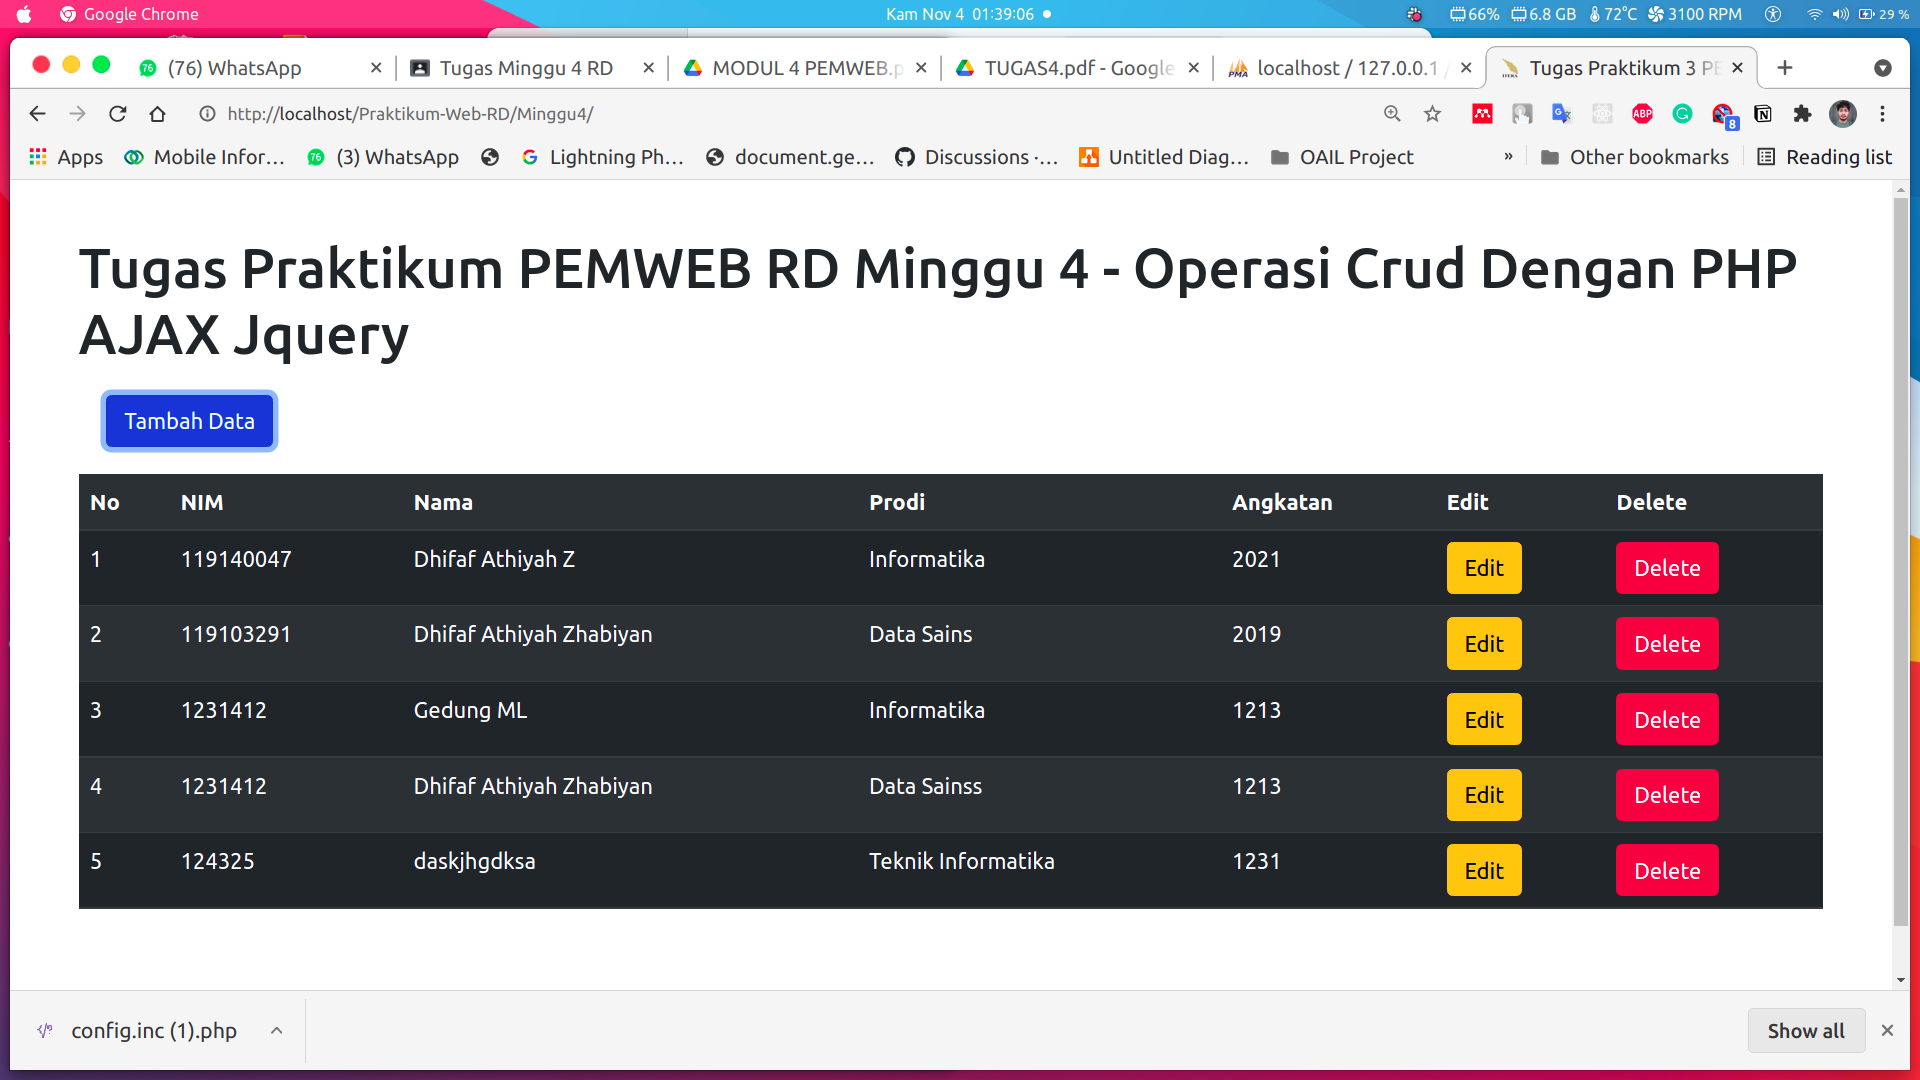 Google Chrome
Kam Nov 4 01:39:06
66% 6.8 GB 72°C 3100 RPM 29 %
(76) WhatsApp
Tugas Minggu 4 RD
MODUL 4 PEMWEB.p
TUGAS4.pdf - Google
localhost / 127.0.0.1 /
Tugas Praktikum 3 PE
http://localhost/Praktikum-Web-RD/Minggu4/
ABP
8
Apps
Mobile Infor...
(3) WhatsApp
Lightning Ph...
document.ge...
Discussions ·...
Untitled Diag...
OAIL Project
»
Other bookmarks
Reading list
Tugas Praktikum PEMWEB RD Minggu 4 - Operasi Crud Dengan PHP
AJAX Jquery
Tambah Data
No NIM Nama Prodi Angkatan Edit Delete
1 119140047 Dhifaf Athiyah Z Informatika 2021 Edit Delete
2 119103291 Dhifaf Athiyah Zhabiyan Data Sains 2019 Edit Delete
3 1231412 Gedung ML Informatika 1213 Edit Delete
4 1231412 Dhifaf Athiyah Zhabiyan Data Sainss 1213 Edit Delete
5 124325 daskjhgdksa Teknik Informatika 1231 Edit Delete
config.inc (1).php
Show all